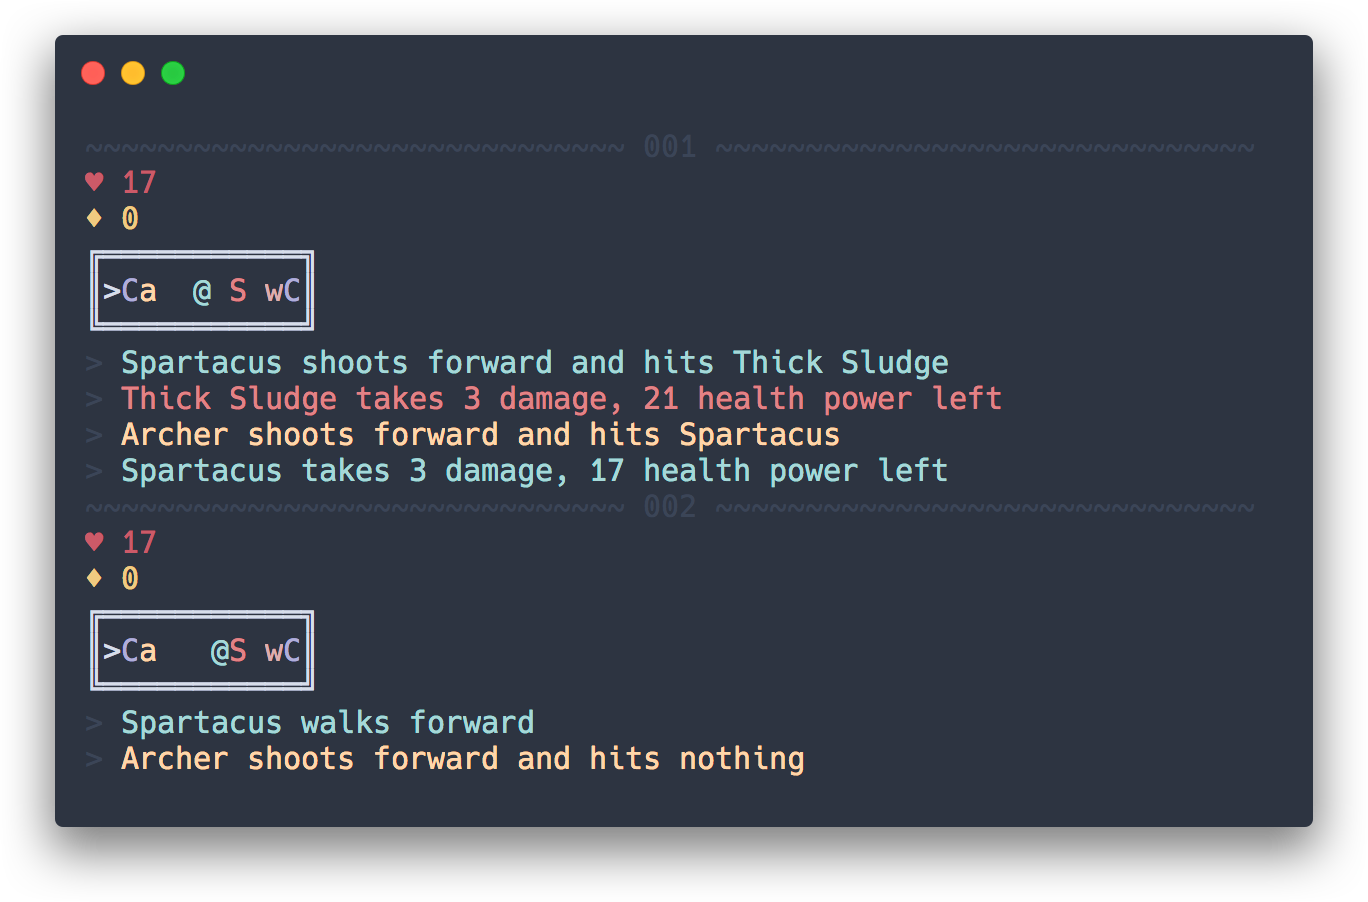 ~~~~~~~~~~~~~~~~~~~~~~~~~~~~~~ 001 ~~~~~~~~~~~~~~~~~~~~~~~~~~~~~~
♥ 17
♦ 0
╔════════════╗
║>Ca  @ S wC║
╚════════════╝
> Spartacus shoots forward and hits Thick Sludge
> Thick Sludge takes 3 damage, 21 health power left
> Archer shoots forward and hits Spartacus
> Spartacus takes 3 damage, 17 health power left
~~~~~~~~~~~~~~~~~~~~~~~~~~~~~~ 002 ~~~~~~~~~~~~~~~~~~~~~~~~~~~~~~
♥ 17
♦ 0
╔════════════╗
║>Ca   @S wC║
╚════════════╝
> Spartacus walks forward
> Archer shoots forward and hits nothing